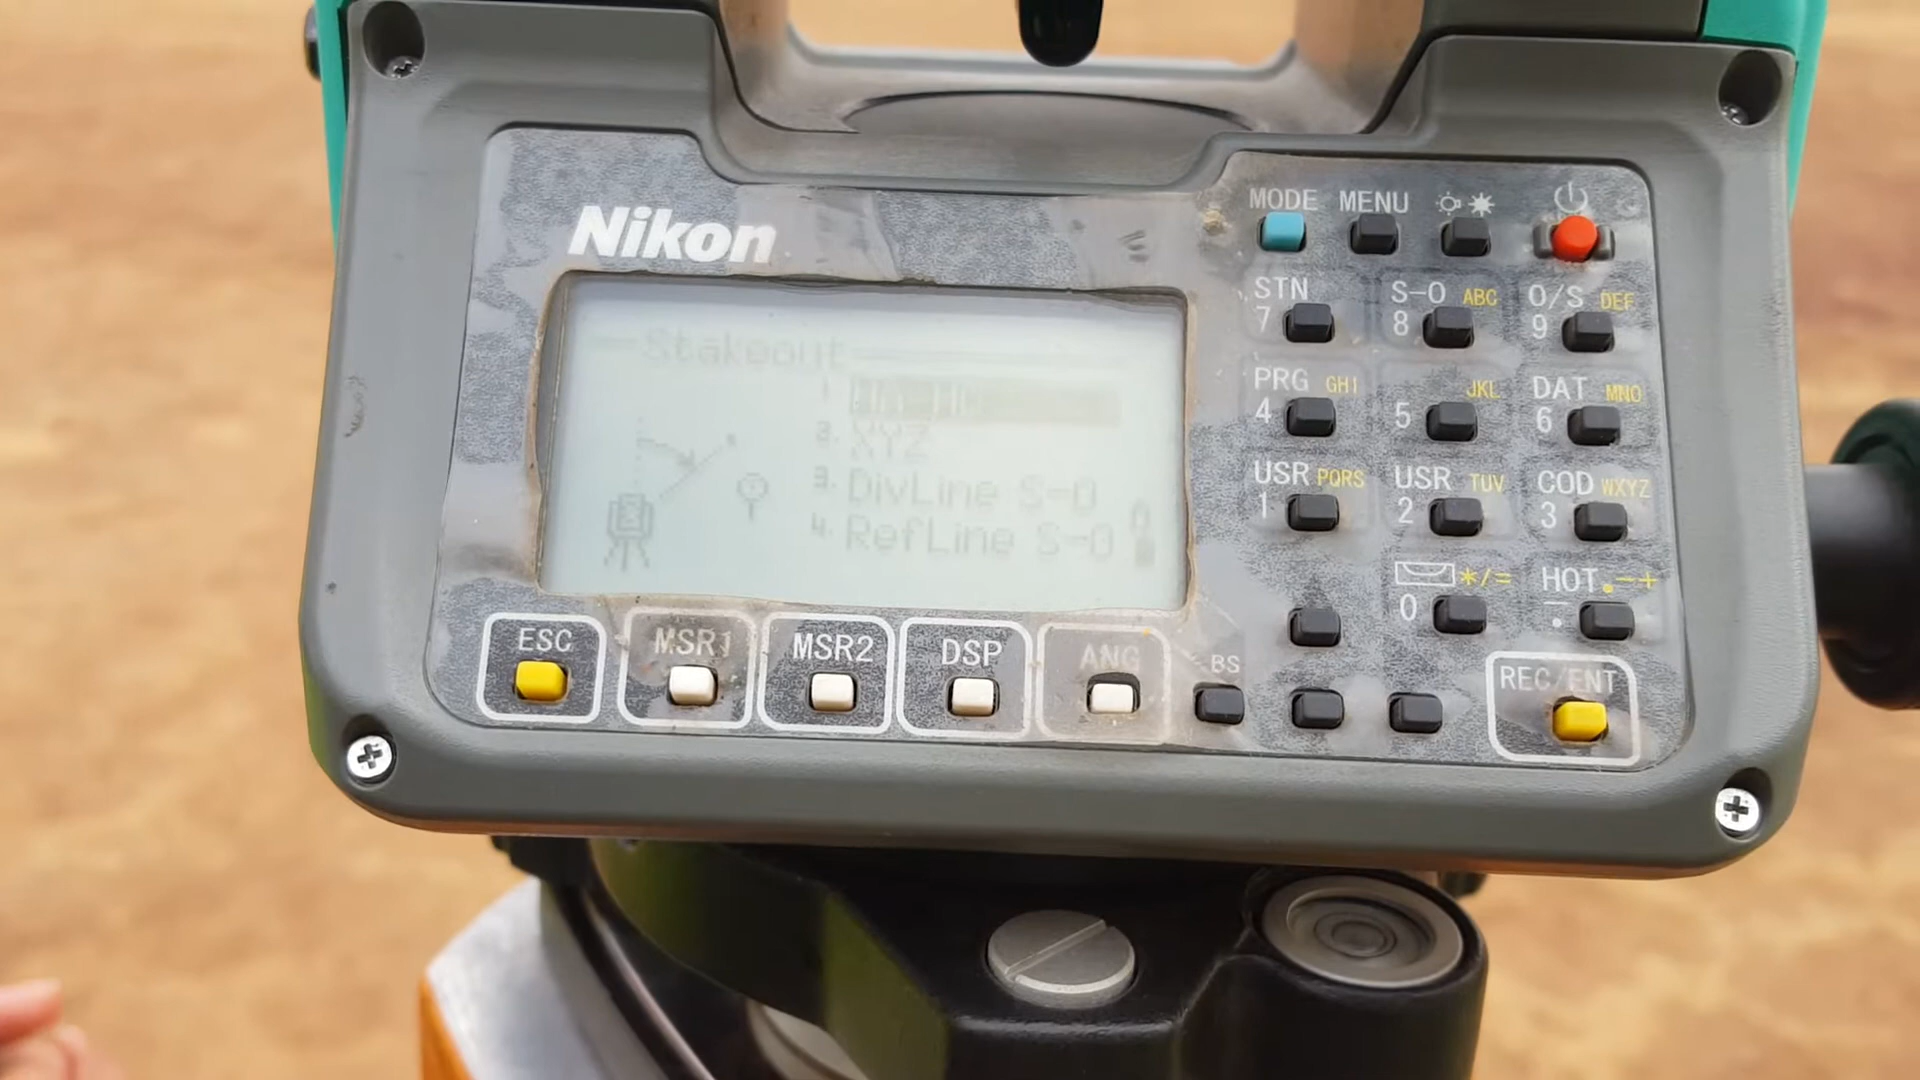 Nikon
MODE MENU
STN S-O ABC O/S DEF
7 8 9
Stakeout
1.
2. XYZ
3. DivLine S-O
4. RefLine S-O
PRG GHI JKL DAT MNO
4 5 6
USR PQRS USR TUV COD WXYZ
1 2 3
*/= HOT .-+
0 - .
ESC MSR1 MSR2 DSP ANG BS REC/ENT